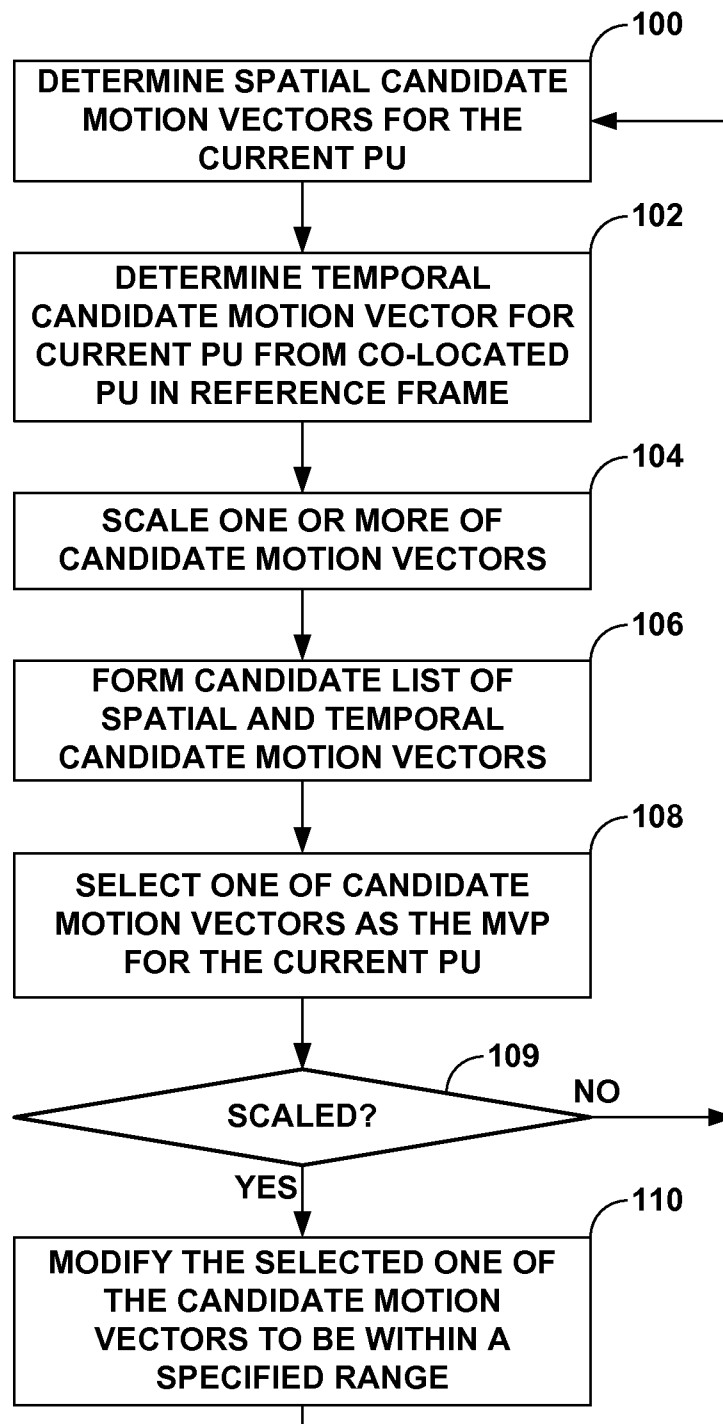 100
DETERMINE SPATIAL CANDIDATE
MOTION VECTORS FOR THE
CURRENT PU
102
DETERMINE TEMPORAL
CANDIDATE MOTION VECTOR FOR
CURRENT PU FROM CO-LOCATED
PU IN REFERENCE FRAME
104
SCALE ONE OR MORE OF
CANDIDATE MOTION VECTORS
106
FORM CANDIDATE LIST OF
SPATIAL AND TEMPORAL
CANDIDATE MOTION VECTORS
108
SELECT ONE OF CANDIDATE
MOTION VECTORS AS THE MVP
FOR THE CURRENT PU
109
SCALED?
NO
YES
110
MODIFY THE SELECTED ONE OF
THE CANDIDATE MOTION
VECTORS TO BE WITHIN A
SPECIFIED RANGE